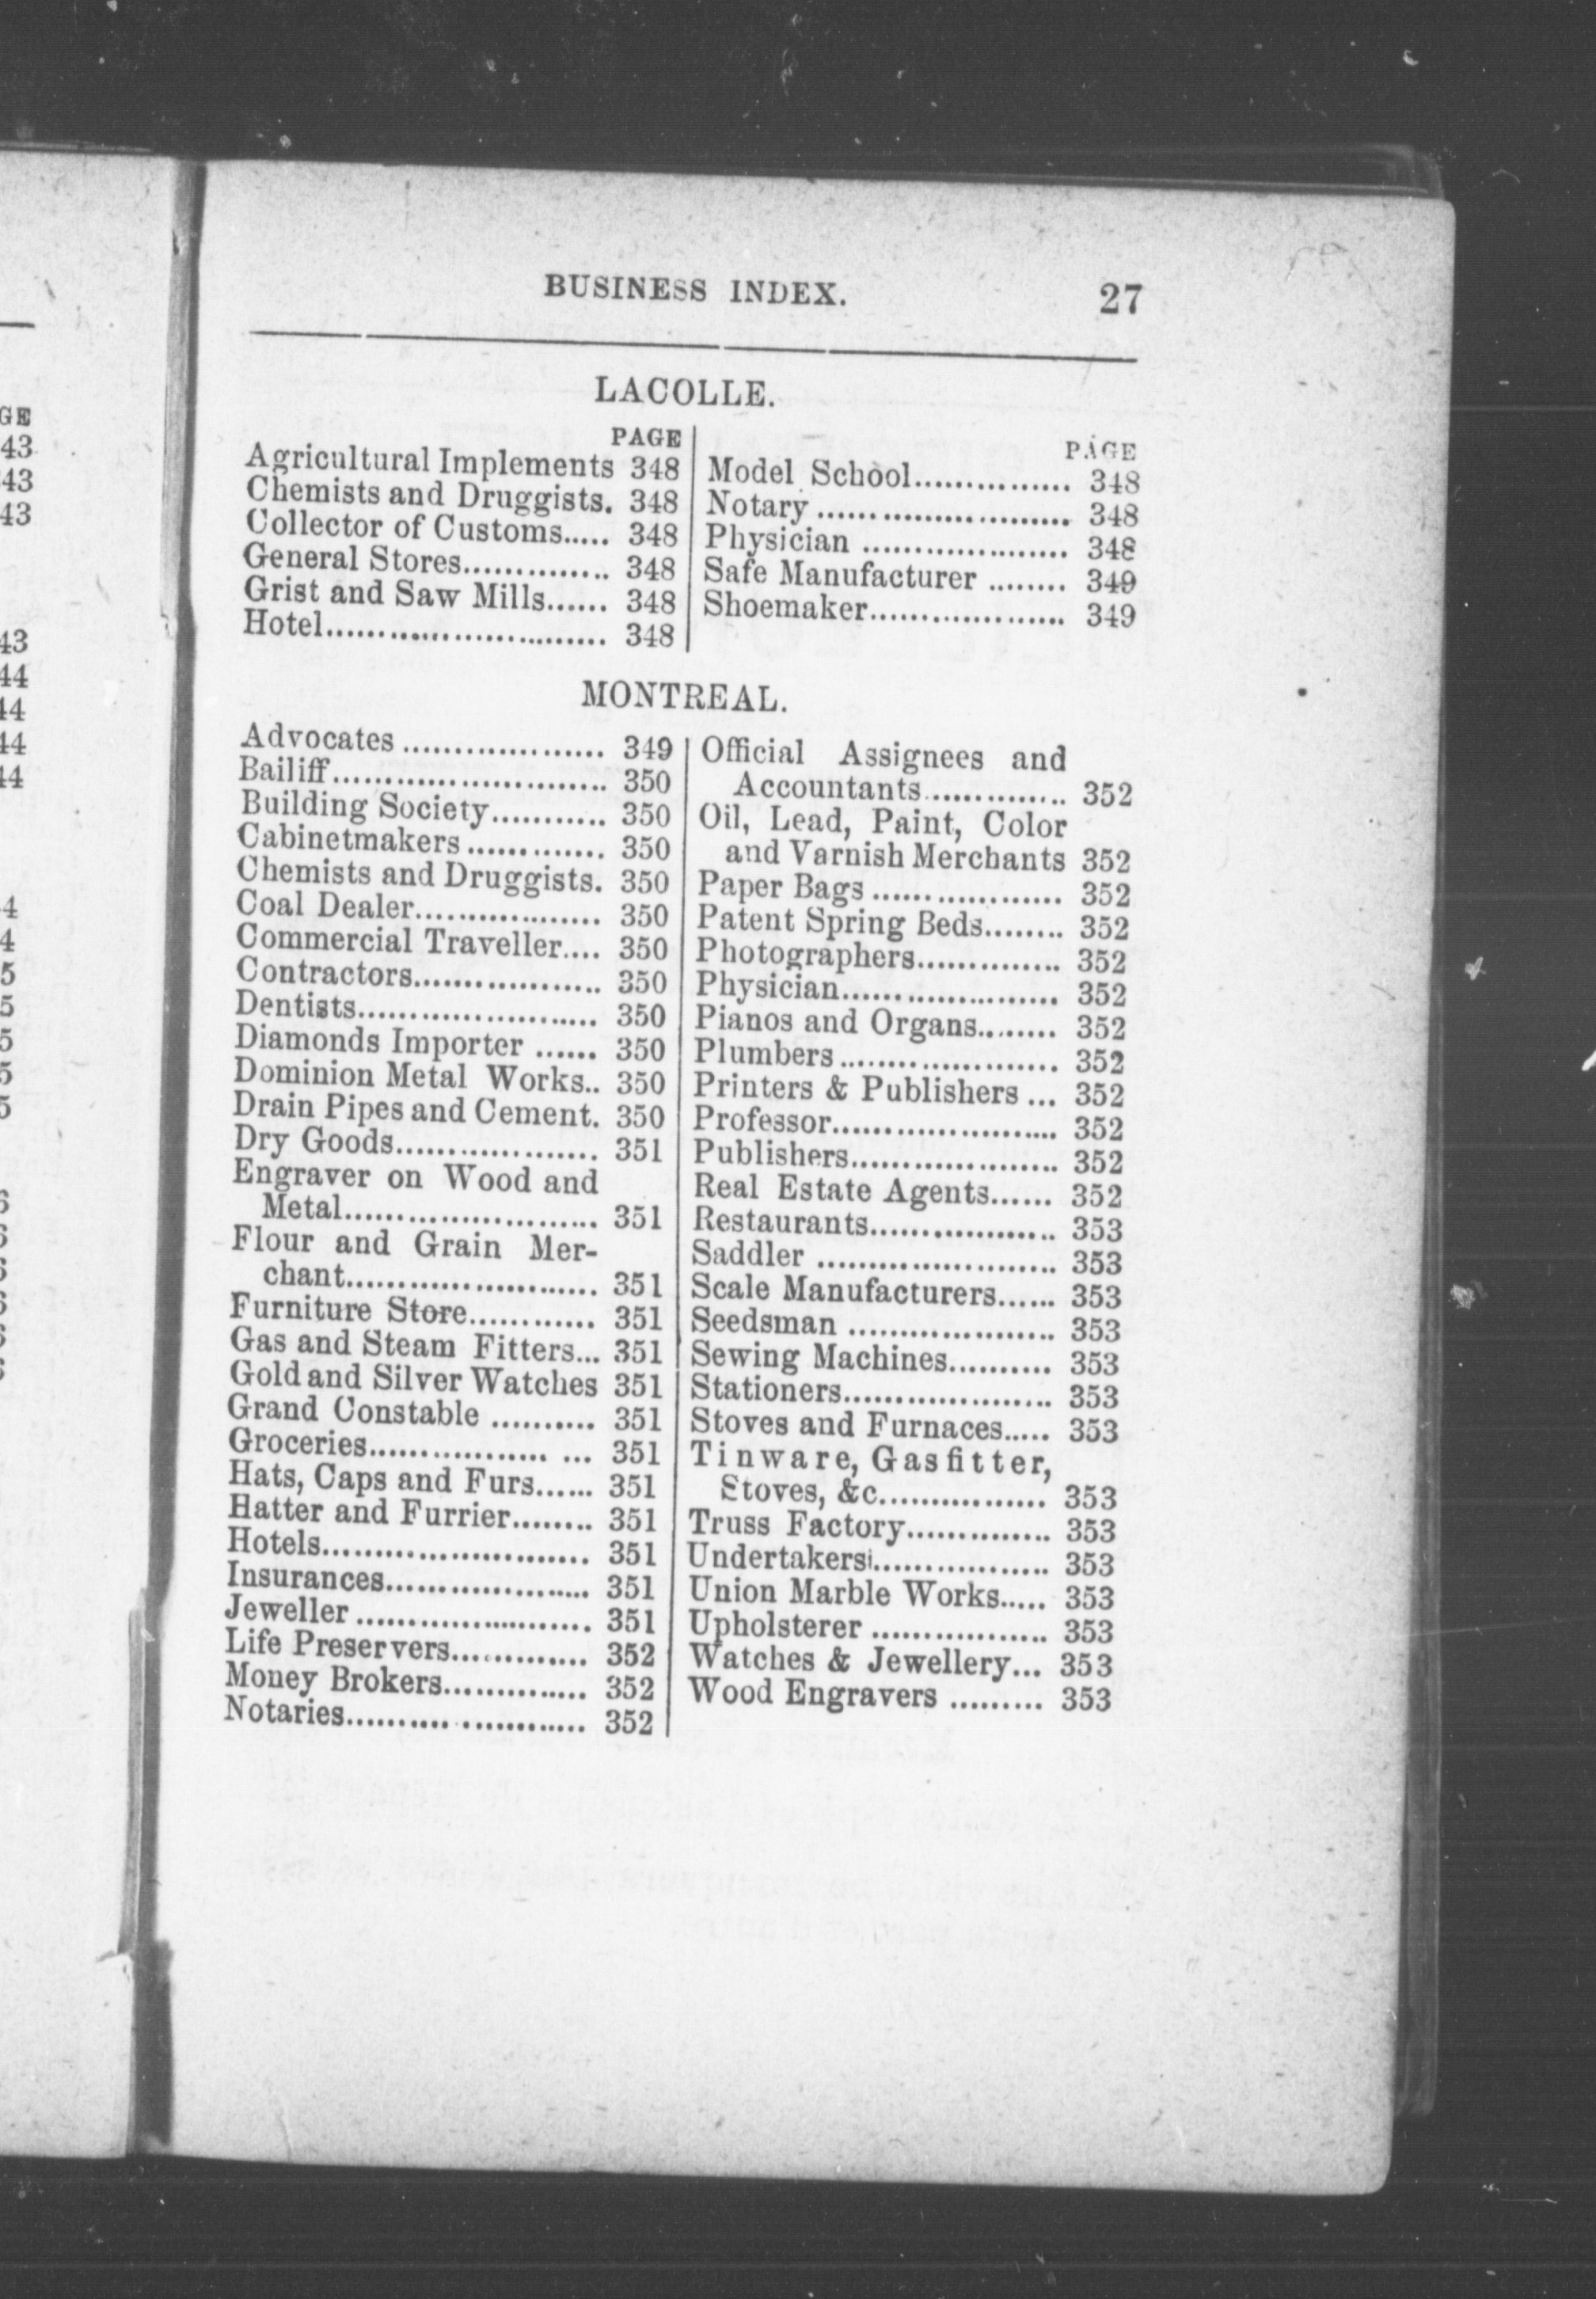 BUSINESS INDEX. 27
LACOLLE.
PAGE
Agricultural Implements 348
Chemists and Druggists. 348
Collector of Customs..... 348
General Stores.............. 348
Grist and Saw Mills...... 348
Hotel........................... 348
PAGE
Model School............... 348
Notary ........................ 348
Physician .................... 348
Safe Manufacturer ........ 349
Shoemaker................... 349
MONTREAL.
Advocates .................... 349
Bailiff........................... 350
Building Society........... 350
Cabinetmakers ............. 350
Chemists and Druggists. 350
Coal Dealer.................. 350
Commercial Traveller.... 350
Contractors.................. 350
Dentists....................... 350
Diamonds Importer ...... 350
Dominion Metal Works.. 350
Drain Pipes and Cement. 350
Dry Goods.................... 351
Engraver on Wood and
Metal......................... 351
Flour and Grain Mer-
chant......................... 351
Furniture Store............ 351
Gas and Steam Fitters... 351
Gold and Silver Watches 351
Grand Constable .......... 351
Groceries................. ... 351
Hats, Caps and Furs...... 351
Hatter and Furrier........ 351
Hotels.......................... 351
Insurances.................... 351
Jeweller ....................... 351
Life Preservers............. 352
Money Brokers.............. 352
Notaries....................... 352
Official Assignees and
Accountants.............. 352
Oil, Lead, Paint, Color
and Varnish Merchants 352
Paper Bags ................... 352
Patent Spring Beds........ 352
Photographers.............. 352
Physician..................... 352
Pianos and Organs........ 352
Plumbers ..................... 352
Printers & Publishers ... 352
Professor...................... 352
Publishers.................... 352
Real Estate Agents...... 352
Restaurants.................. 353
Saddler ....................... 353
Scale Manufacturers...... 353
Seedsman .................... 353
Sewing Machines.......... 353
Stationers.................... 353
Stoves and Furnaces..... 353
Tinware, Gasfitter,
Stoves, &c................ 353
Truss Factory.............. 353
Undertakers................. 353
Union Marble Works..... 353
Upholsterer ................. 353
Watches & Jewellery... 353
Wood Engravers ......... 353